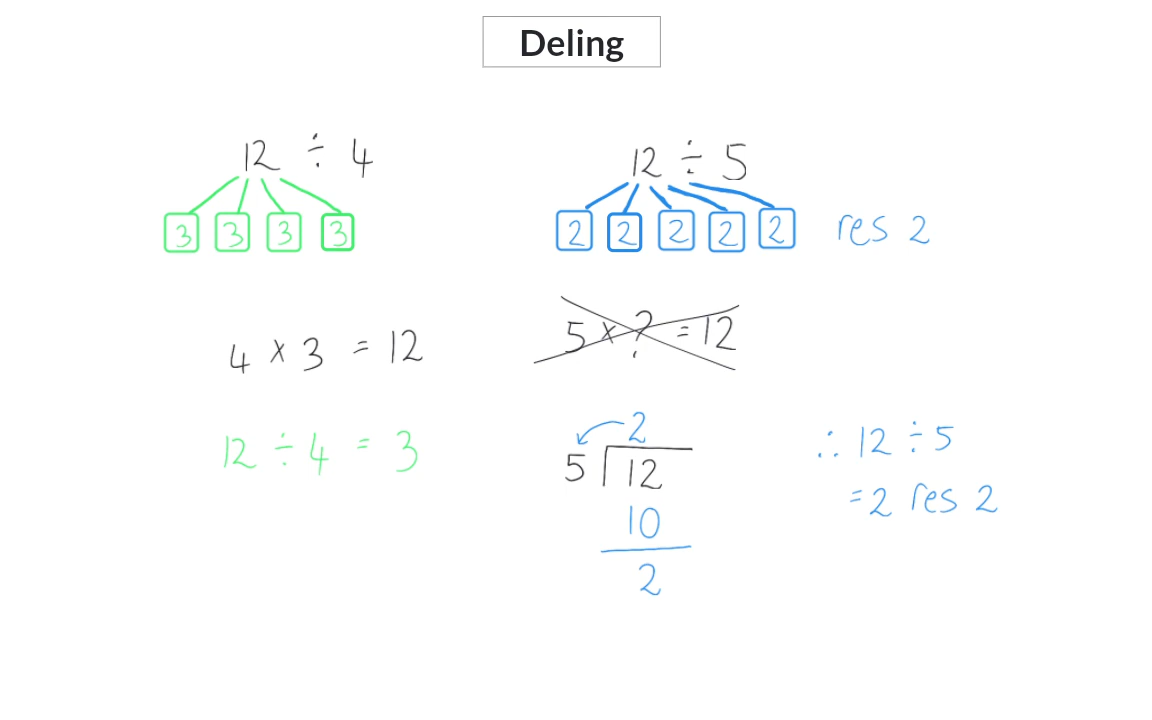 Deling
12 ÷ 4
3 3 3 3
4 × 3 = 12
12 ÷ 4 = 3
12 ÷ 5
2 2 2 2 2 res 2
5 × ? = 12
2
5 12
10
2
∴ 12 ÷ 5
= 2 res 2